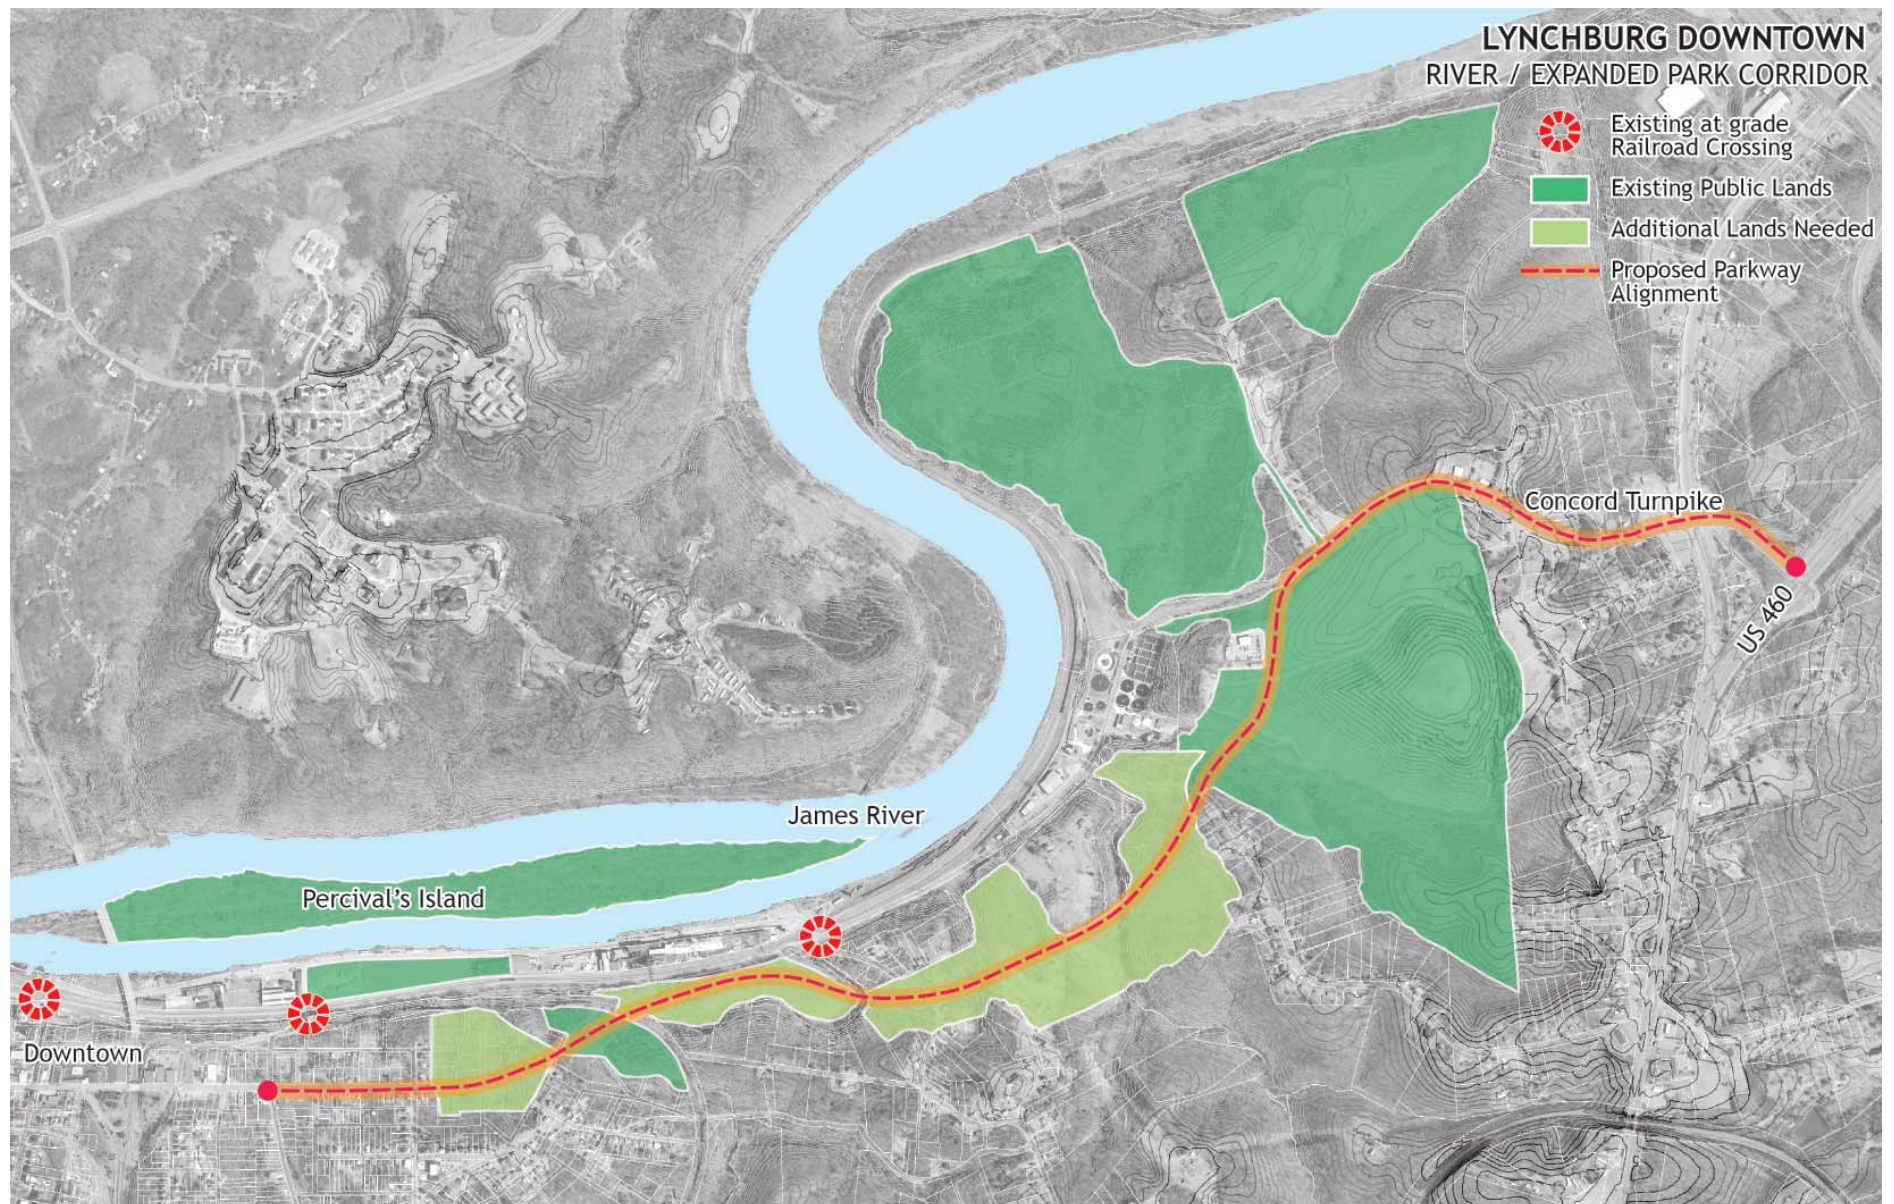 LYNCHBURG DOWNTOWN
RIVER / EXPANDED PARK CORRIDOR
Existing at grade
Railroad Crossing
Existing Public Lands
Additional Lands Needed
Proposed Parkway
Alignment
Concord Turnpike
US 460
James River
Percival's Island
Downtown